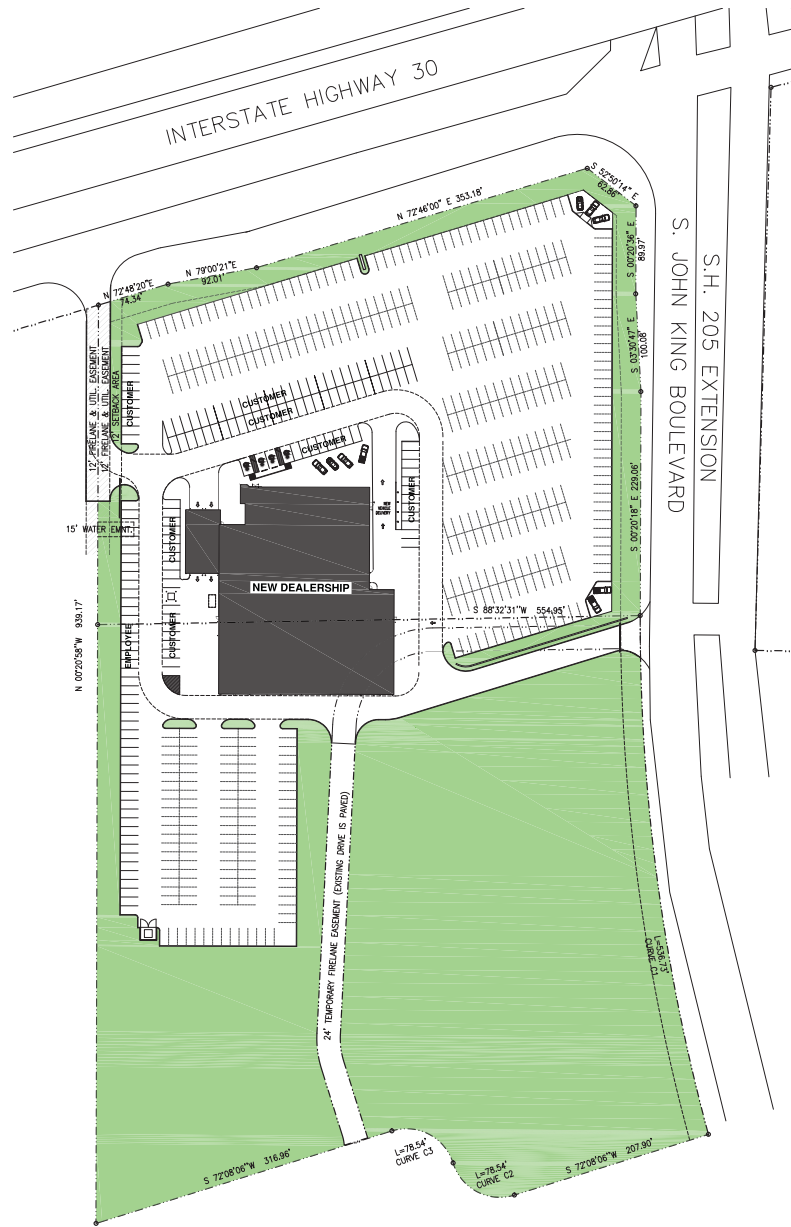 INTERSTATE HIGHWAY 30
S 52°50'14" E
62.86'
N 72°46'00" E 353.18'
N 79°00'21"E
92.01'
N 72°48'20"E
74.34'
S 00°20'36" E
89.97'
S 03°30'47" E
100.08'
S. JOHN KING BOULEVARD
S.H. 205 EXTENSION
12' FIRELANE & UTIL. EASEMENT
12' FIRELANE & UTIL. EASEMENT
12' SETBACK AREA
CUSTOMER
CUSTOMER
CUSTOMER
CUSTOMER
CUSTOMER
CUSTOMER
NEW
VEHICLE
DELIVERY
S 00°20'18" E 229.06'
15' WATER EMNT.
NEW DEALERSHIP
S 88°32'31"W 554.95'
N 00°20'58"W 939.17'
EMPLOYEE
CUSTOMER
24' TEMPORARY FIRELANE EASEMENT (EXISTING DRIVE IS PAVED)
L=536.73'
CURVE C1
S 72°08'06"W 316.96'
L=78.54'
CURVE C3
L=78.54'
CURVE C2
S 72°08'06"W 207.90'